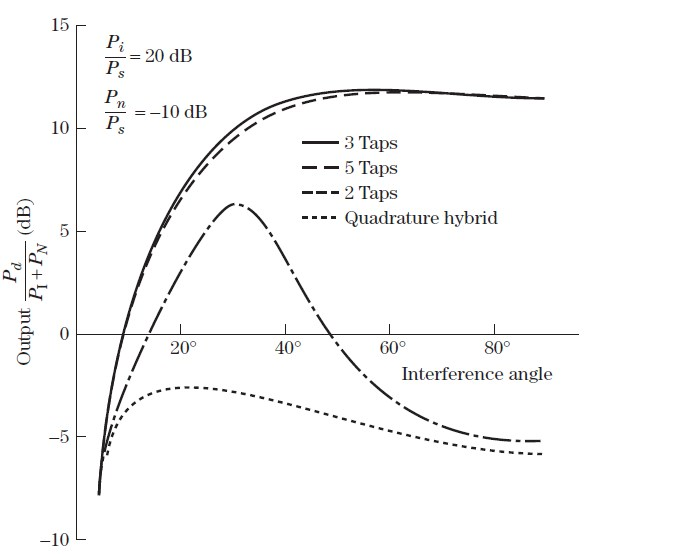 15
P_i/P_s = 20 dB
P_n/P_s = –10 dB
10
3 Taps
5 Taps
2 Taps
Quadrature hybrid
5
Output P_d/(P_I + P_N) (dB)
0
20° 40° 60° 80°
Interference angle
–5
–10